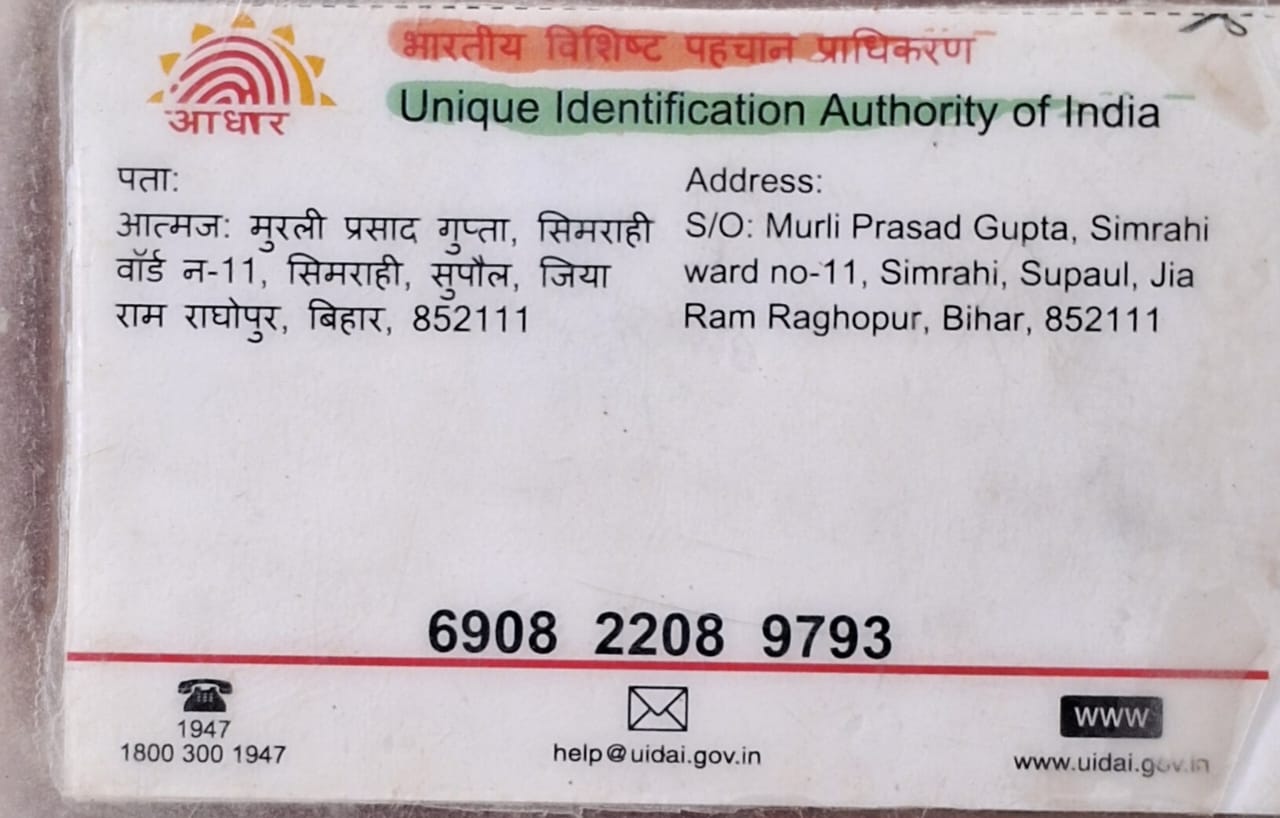 आधार
भारतीय विशिष्ट पहचान प्राधिकरण
Unique Identification Authority of India
पता:
आत्मज: मुरली प्रसाद गुप्ता, सिमराही
वॉर्ड न-11, सिमराही, सुपौल, जिया
राम राघोपुर, बिहार, 852111
Address:
S/O: Murli Prasad Gupta, Simrahi
ward no-11, Simrahi, Supaul, Jia
Ram Raghopur, Bihar, 852111
6908 2208 9793
1947
1800 300 1947
help@uidai.gov.in
WWW
www.uidai.gov.in